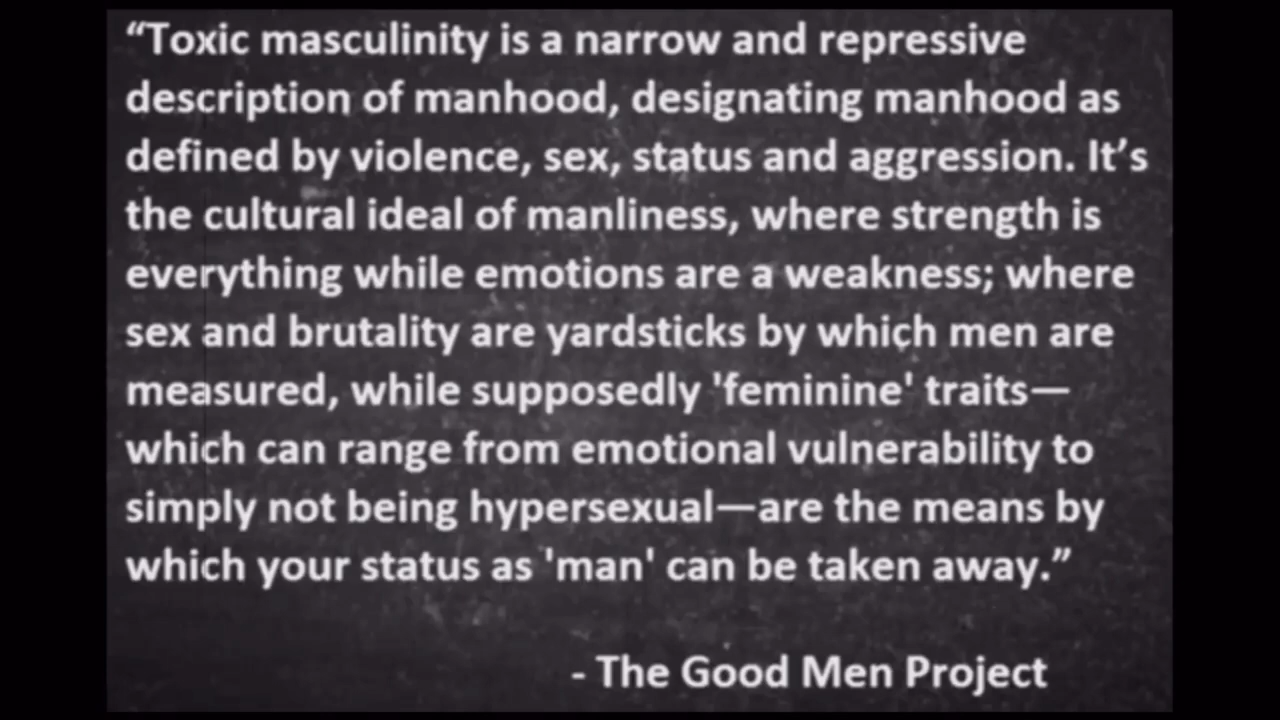 “Toxic masculinity is a narrow and repressive
description of manhood, designating manhood as
defined by violence, sex, status and aggression. It’s
the cultural ideal of manliness, where strength is
everything while emotions are a weakness; where
sex and brutality are yardsticks by which men are
measured, while supposedly 'feminine' traits—
which can range from emotional vulnerability to
simply not being hypersexual—are the means by
which your status as 'man' can be taken away.”
- The Good Men Project